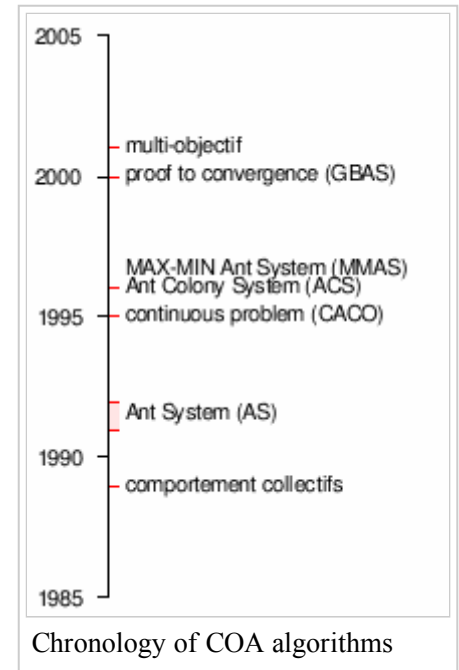 2005
multi-objectif
2000 proof to convergence (GBAS)
MAX-MIN Ant System (MMAS)
Ant Colony System (ACS)
1995 continuous problem (CACO)
Ant System (AS)
1990
comportement collectifs
1985
Chronology of COA algorithms